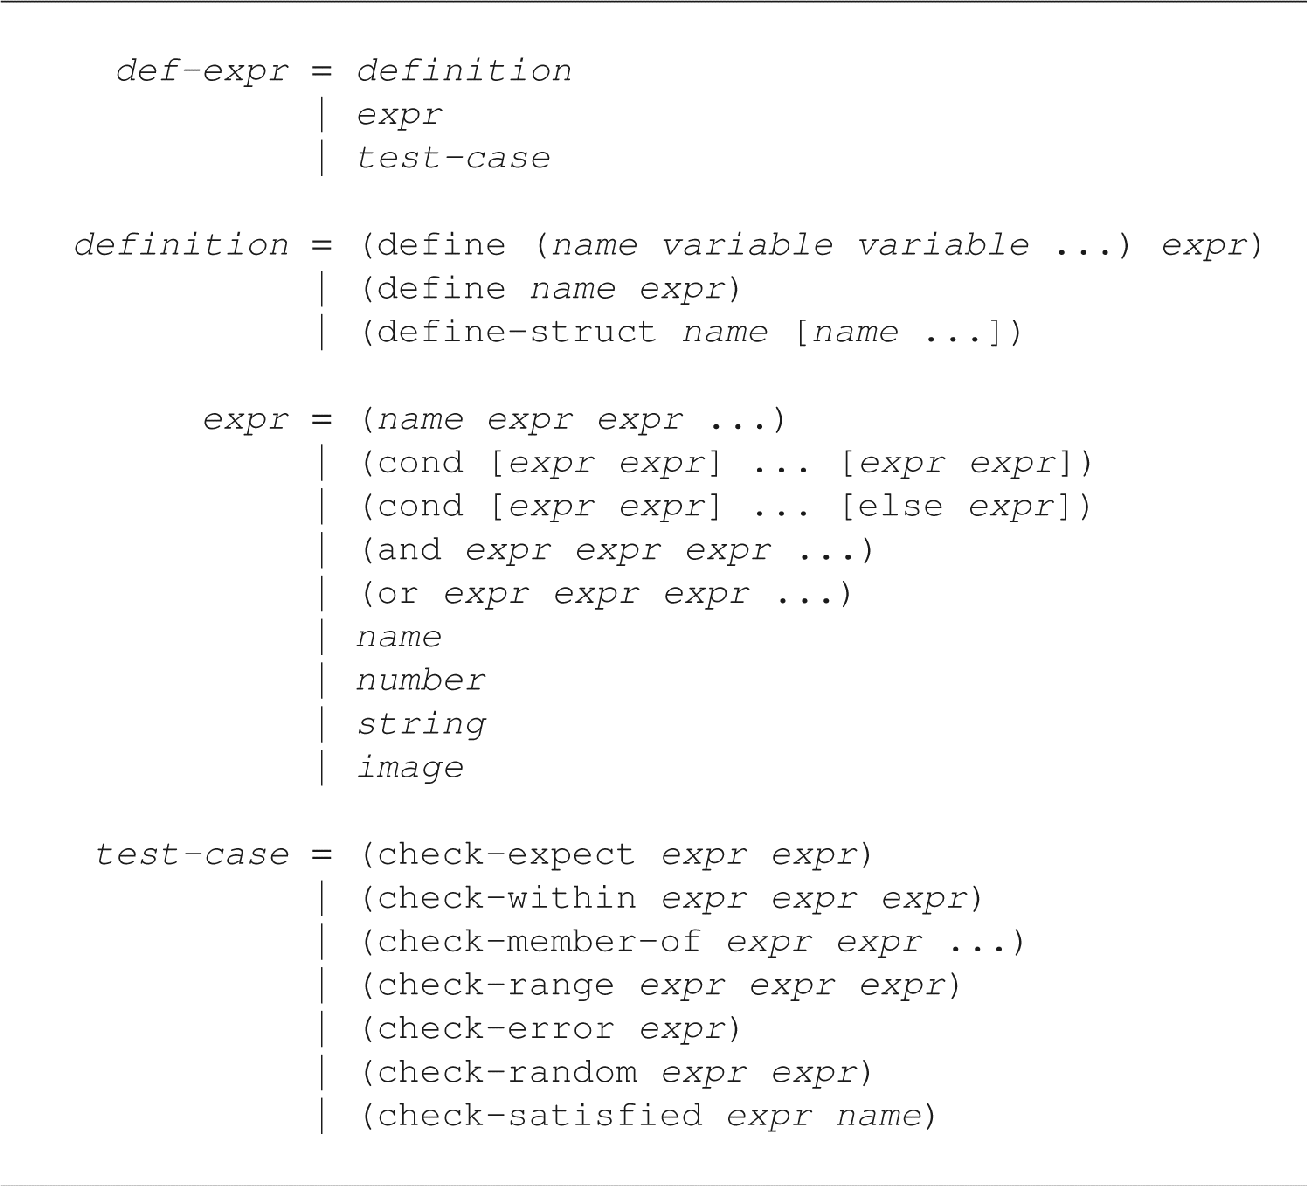 def-expr = definition
| expr
| test-case
definition = (define (name variable variable ...) expr)
| (define name expr)
| (define-struct name [name ...])
expr = (name expr expr ...)
| (cond [expr expr] ... [expr expr])
| (cond [expr expr] ... [else expr])
| (and expr expr expr ...)
| (or expr expr expr ...)
| name
| number
| string
| image
test-case = (check-expect expr expr)
| (check-within expr expr expr)
| (check-member-of expr expr ...)
| (check-range expr expr expr)
| (check-error expr)
| (check-random expr expr)
| (check-satisfied expr name)